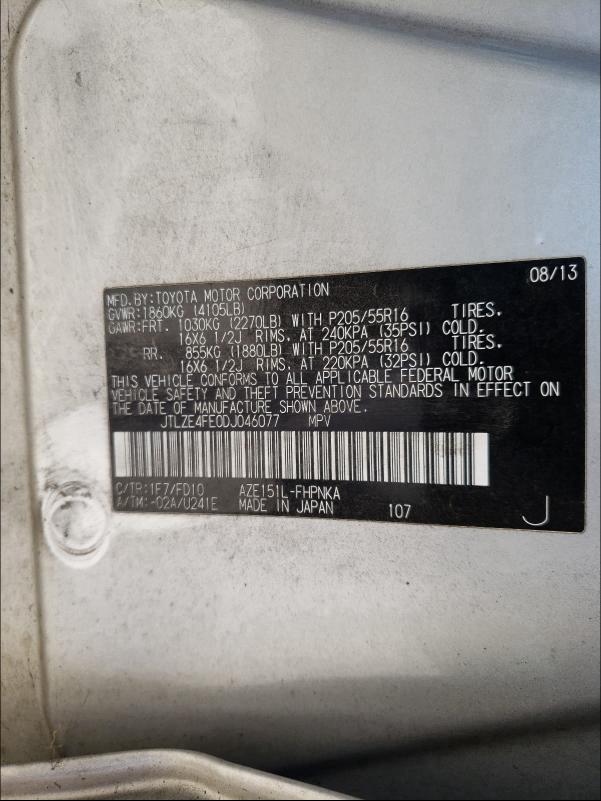 08/13
MFD.BY:TOYOTA MOTOR CORPORATION
GVWR:1860KG (4105LB)
GAWR:FRT. 1030KG (2270LB) WITH P205/55R16 TIRES,
16X6 1/2J RIMS, AT 240KPA (35PSI) COLD.
RR. 855KG (1880LB) WITH P205/55R16 TIRES,
16X6 1/2J RIMS, AT 220KPA (32PSI) COLD.
THIS VEHICLE CONFORMS TO ALL APPLICABLE FEDERAL MOTOR
VEHICLE SAFETY AND THEFT PREVENTION STANDARDS IN EFFECT ON
THE DATE OF MANUFACTURE SHOWN ABOVE.
JTLZE4FE0DJ046077 MPV
C/TR:1F7/FD10 AZE151L-FHPNKA
A/TM:-02A/U241E MADE IN JAPAN 107 J